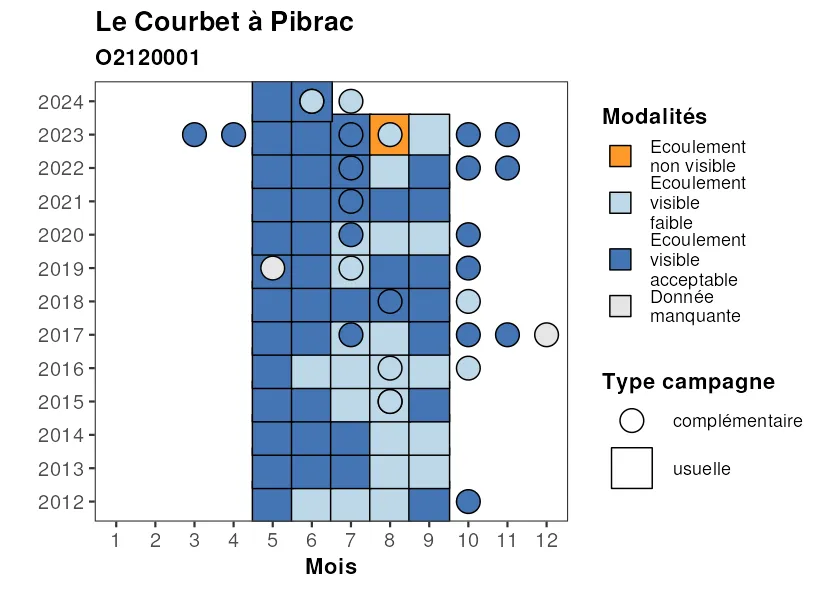 Le Courbet à Pibrac
O2120001
2024
2023
2022
2021
2020
2019
2018
2017
2016
2015
2014
2013
2012
1 2 3 4 5 6 7 8 9 10 11 12
Mois
Modalités
Ecoulement
non visible
Ecoulement
visible
faible
Ecoulement
visible
acceptable
Donnée
manquante
Type campagne
complémentaire
usuelle